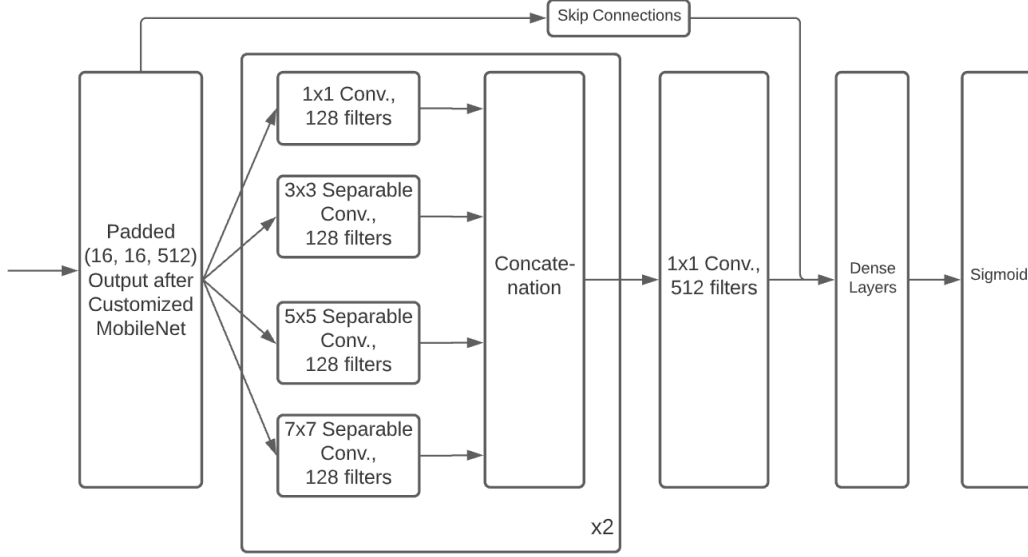 Skip Connections
Padded
(16, 16, 512)
Output after
Customized
MobileNet
1x1 Conv.,
128 filters
3x3 Separable
Conv.,
128 filters
5x5 Separable
Conv.,
128 filters
7x7 Separable
Conv.,
128 filters
Concate-
nation
x2
1x1 Conv.,
512 filters
Dense
Layers
Sigmoid